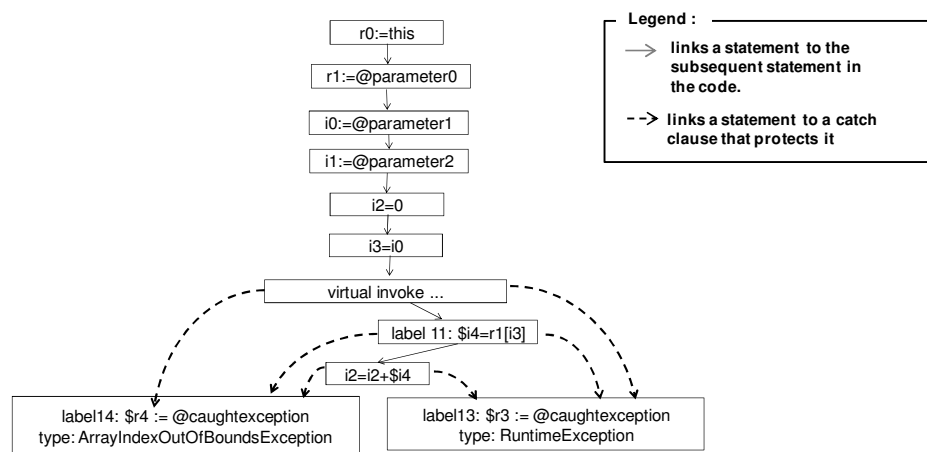 r0:=this
r1:=@parameter0
i0:=@parameter1
i1:=@parameter2
i2=0
i3=i0
virtual invoke ...
label 11: $i4=r1[i3]
i2=i2+$i4
label14: $r4 := @caughtexception
type: ArrayIndexOutOfBoundsException
label13: $r3 := @caughtexception
type: RuntimeException
Legend :
links a statement to the
subsequent statement in
the code.
links a statement to a catch
clause that protects it